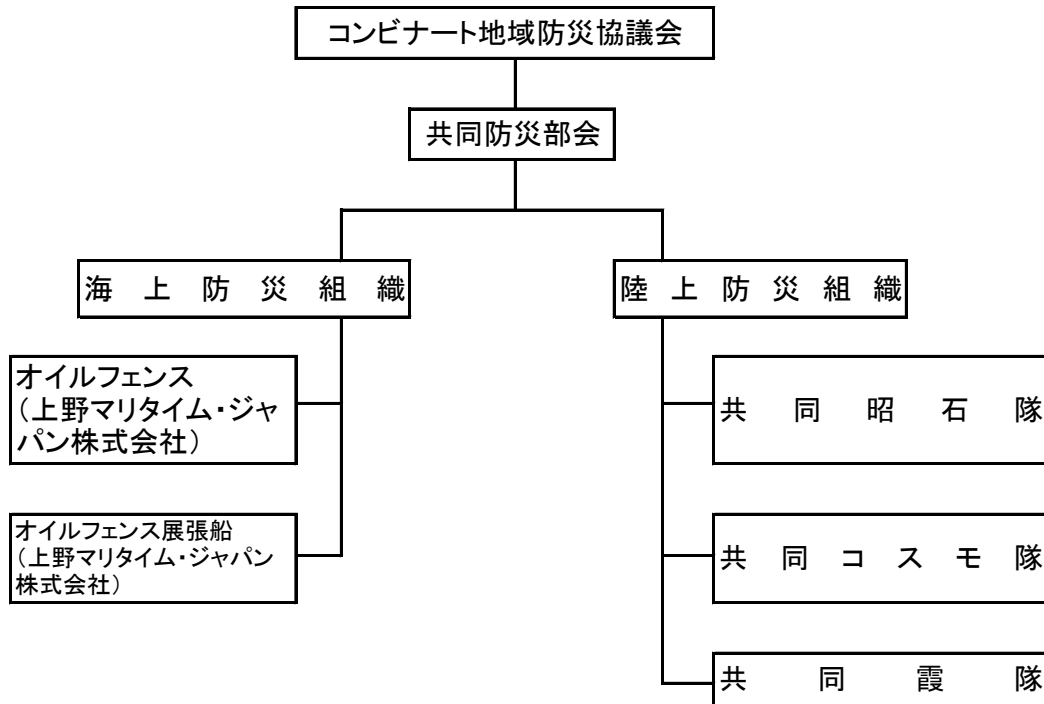 コンビナート地域防災協議会
共同防災部会
海上防災組織
陸上防災組織
オイルフェンス
（上野マリタイム・ジャ
パン株式会社）
共同昭石隊
オイルフェンス展張船
（上野マリタイム・ジャパン
株式会社）
共同コスモ隊
共同霞隊